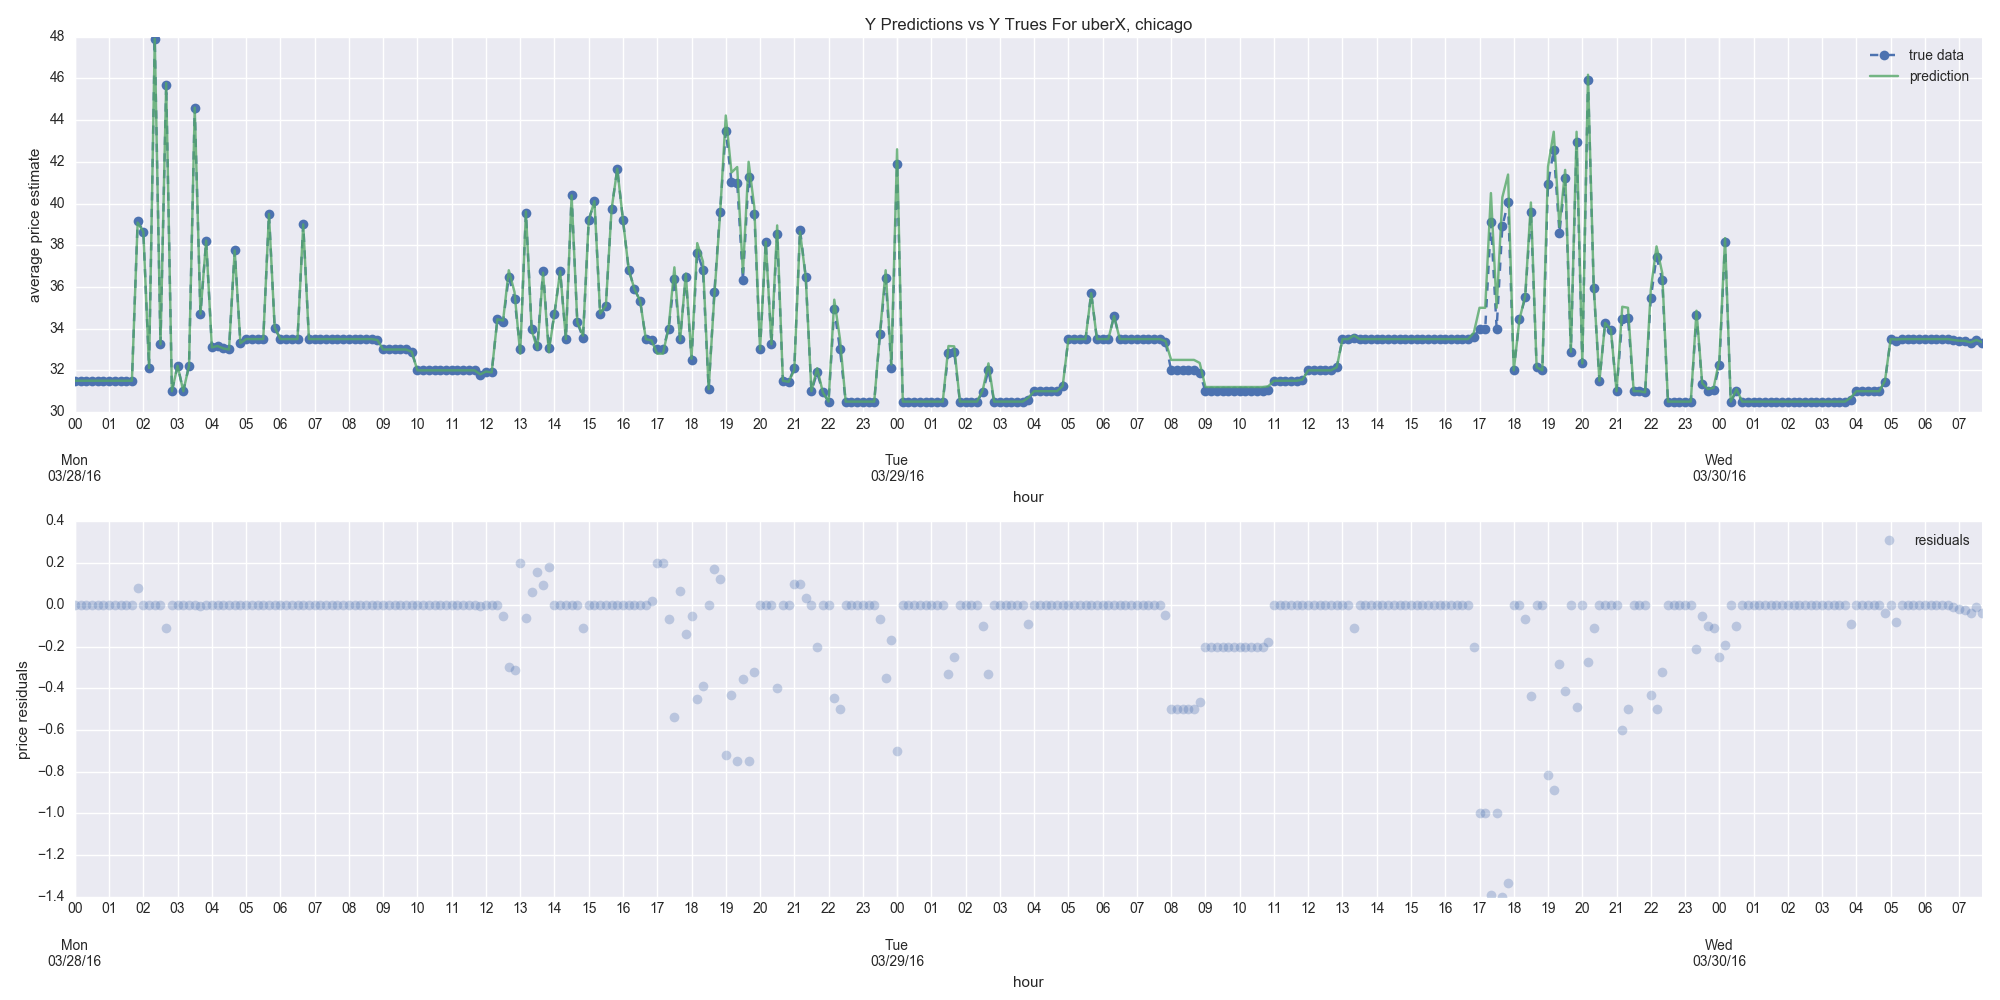 Y Predictions vs Y Trues For uberX, chicago
48
46
44
42
40
38
36
34
32
30
average price estimate
true data
prediction
00 01 02 03 04 05 06 07 08 09 10 11 12 13 14 15 16 17 18 19 20 21 22 23 00 01 02 03 04 05 06 07 08 09 10 11 12 13 14 15 16 17 18 19 20 21 22 23 00 01 02 03 04 05 06 07
Mon Tue Wed
03/28/16 03/29/16 03/30/16
hour
0.4
0.2
0.0
−0.2
−0.4
−0.6
−0.8
−1.0
−1.2
−1.4
price residuals
residuals
00 01 02 03 04 05 06 07 08 09 10 11 12 13 14 15 16 17 18 19 20 21 22 23 00 01 02 03 04 05 06 07 08 09 10 11 12 13 14 15 16 17 18 19 20 21 22 23 00 01 02 03 04 05 06 07
Mon Tue Wed
03/28/16 03/29/16 03/30/16
hour